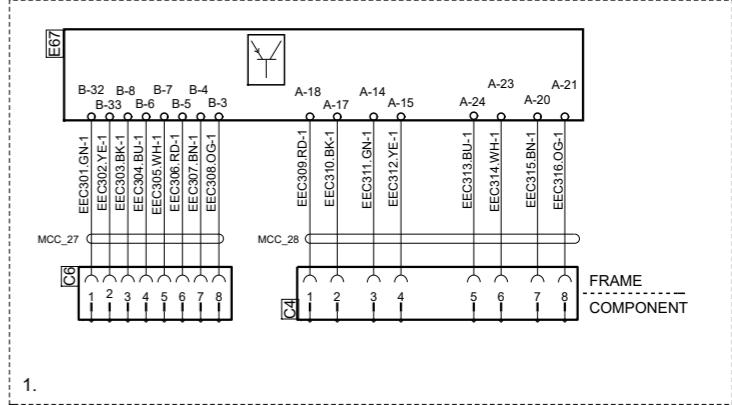 E67
B-32 B-8 B-7 B-4
B-33 B-6 B-5 B-3
A-18 A-14 A-23 A-21
A-17 A-15 A-24 A-20
EEC301.GN-1
EEC302.YE-1
EEC303.BK-1
EEC304.BU-1
EEC305.WH-1
EEC306.RD-1
EEC307.BN-1
EEC308.OG-1
EEC309.RD-1
EEC310.BK-1
EEC311.GN-1
EEC312.YE-1
EEC313.BU-1
EEC314.WH-1
EEC315.BN-1
EEC316.OG-1
MCC_27
MCC_28
C6
1 2 3 4 5 6 7 8
C4
1 2 3 4 5 6 7 8
FRAME
COMPONENT
1.